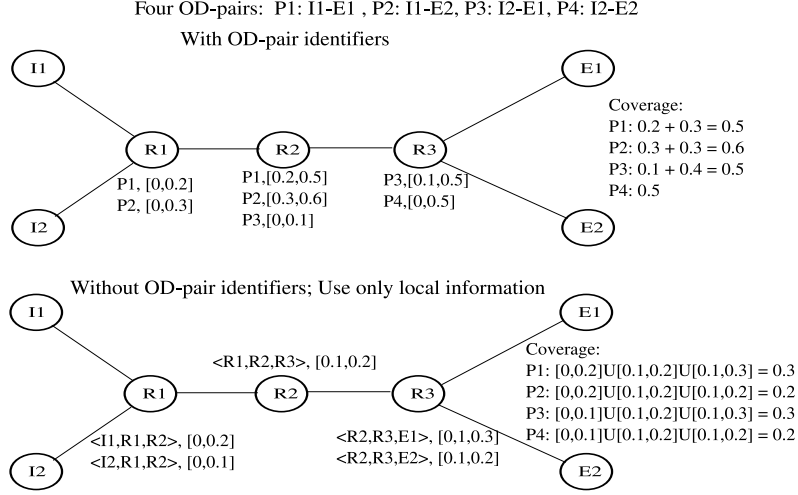 Four OD-pairs:  P1: I1-E1 , P2: I1-E2, P3: I2-E1, P4: I2-E2
With OD-pair identifiers
I1
E1
R1
R2
R3
P1, [0,0.2]
P2, [0,0.3]
P1,[0.2,0.5]
P2,[0.3,0.6]
P3,[0,0.1]
P3,[0.1,0.5]
P4,[0,0.5]
Coverage:
P1: 0.2 + 0.3 = 0.5
P2: 0.3 + 0.3 = 0.6
P3: 0.1 + 0.4 = 0.5
P4: 0.5
I2
E2
Without OD-pair identifiers; Use only local information
I1
E1
<R1,R2,R3>, [0.1,0.2]
R1
R2
R3
<I1,R1,R2>, [0,0.2]
<I2,R1,R2>, [0,0.1]
<R2,R3,E1>, [0,1,0.3]
<R2,R3,E2>, [0.1,0.2]
Coverage:
P1: [0,0.2]U[0.1,0.2]U[0.1,0.3] = 0.3
P2: [0,0.2]U[0.1,0.2]U[0.1,0.2] = 0.2
P3: [0,0.1]U[0.1,0.2]U[0.1,0.3] = 0.3
P4: [0,0.1]U[0.1,0.2]U[0.1,0.2] = 0.2
I2
E2